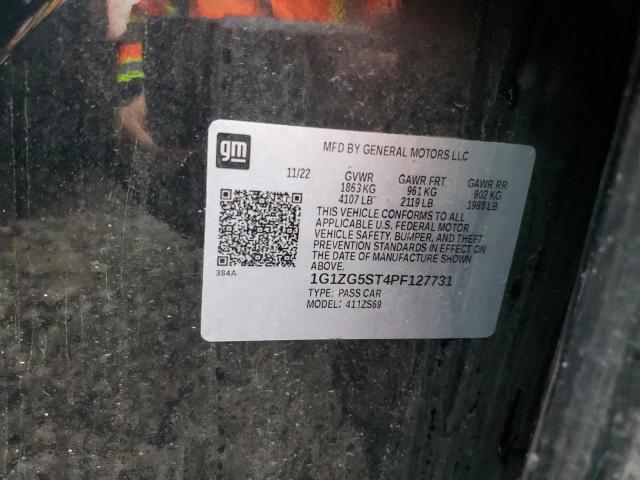 gm
MFD BY GENERAL MOTORS LLC
11/22 GVWR GAWR FRT GAWR RR
1863 KG 961 KG 902 KG
4107 LB 2119 LB 1988 LB
THIS VEHICLE CONFORMS TO ALL
APPLICABLE U.S. FEDERAL MOTOR
VEHICLE SAFETY, BUMPER, AND THEFT
PREVENTION STANDARDS IN EFFECT ON
THE DATE OF MANUFACTURE SHOWN
ABOVE.
384A
1G1ZG5ST4PF127731
TYPE: PASS CAR
MODEL: 411ZS69